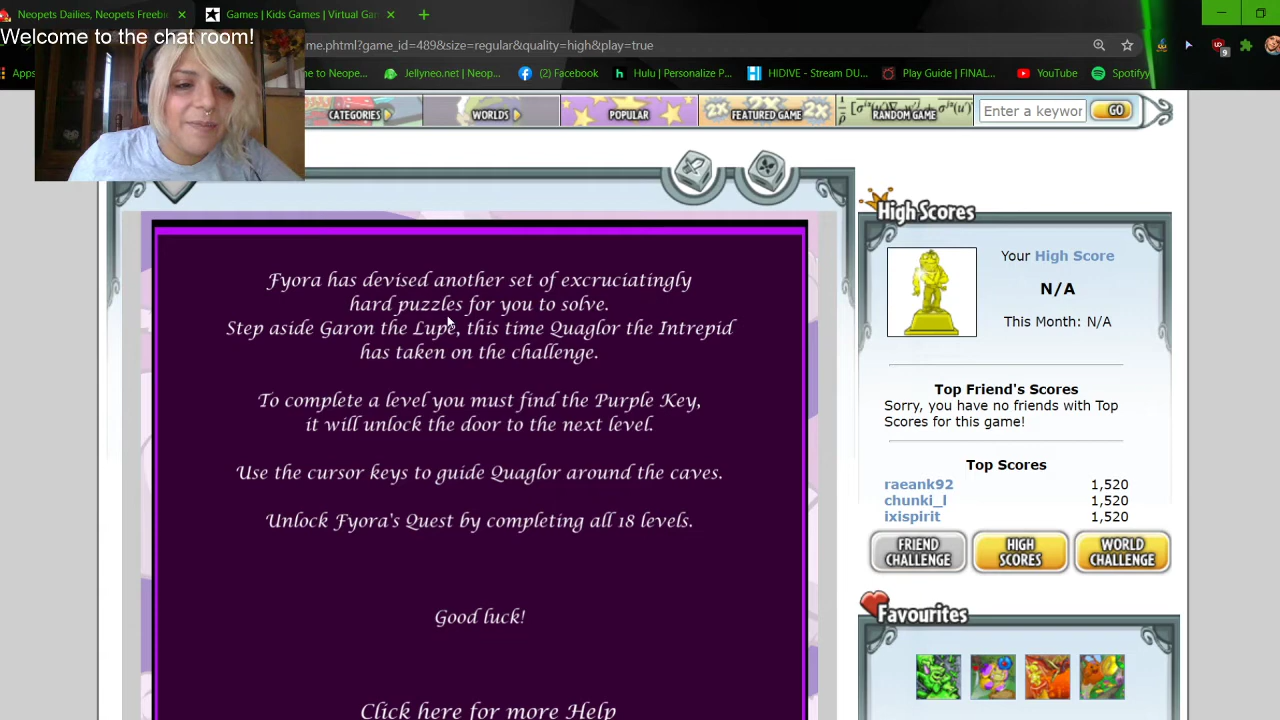 Neopets Dailies, Neopets Freebie
Games | Kids Games | Virtual Gam
Welcome to the chat room!
me.phtml?game_id=489&size=regular&quality=high&play=true
Apps
me to Neope...
Jellyneo.net | Neop...
(2) Facebook
Hulu | Personalize P...
HIDIVE - Stream DU...
Play Guide | FINAL...
YouTube
Spotify
9
CATEGORIES
WORLDS
POPULAR
2x FEATURED GAME 2x
RANDOM GAME
Enter a keywor
GO
Fyora has devised another set of excruciatingly
hard puzzles for you to solve.
Step aside Garon the Lupe, this time Quaglor the Intrepid
has taken on the challenge.
To complete a level you must find the Purple Key,
it will unlock the door to the next level.
Use the cursor keys to guide Quaglor around the caves.
Unlock Fyora's Quest by completing all 18 levels.
Good luck!
Click here for more Help
High Scores
Your High Score
N/A
This Month: N/A
Top Friend's Scores
Sorry, you have no friends with Top
Scores for this game!
Top Scores
raeank92 1,520
chunki_l 1,520
ixispirit 1,520
FRIEND CHALLENGE
HIGH SCORES
WORLD CHALLENGE
Favourites